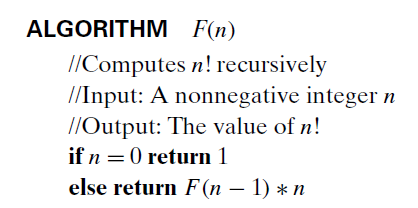 ALGORITHM F(n)
//Computes n! recursively
//Input: A nonnegative integer n
//Output: The value of n!
if n = 0 return 1
else return F(n − 1) ∗ n